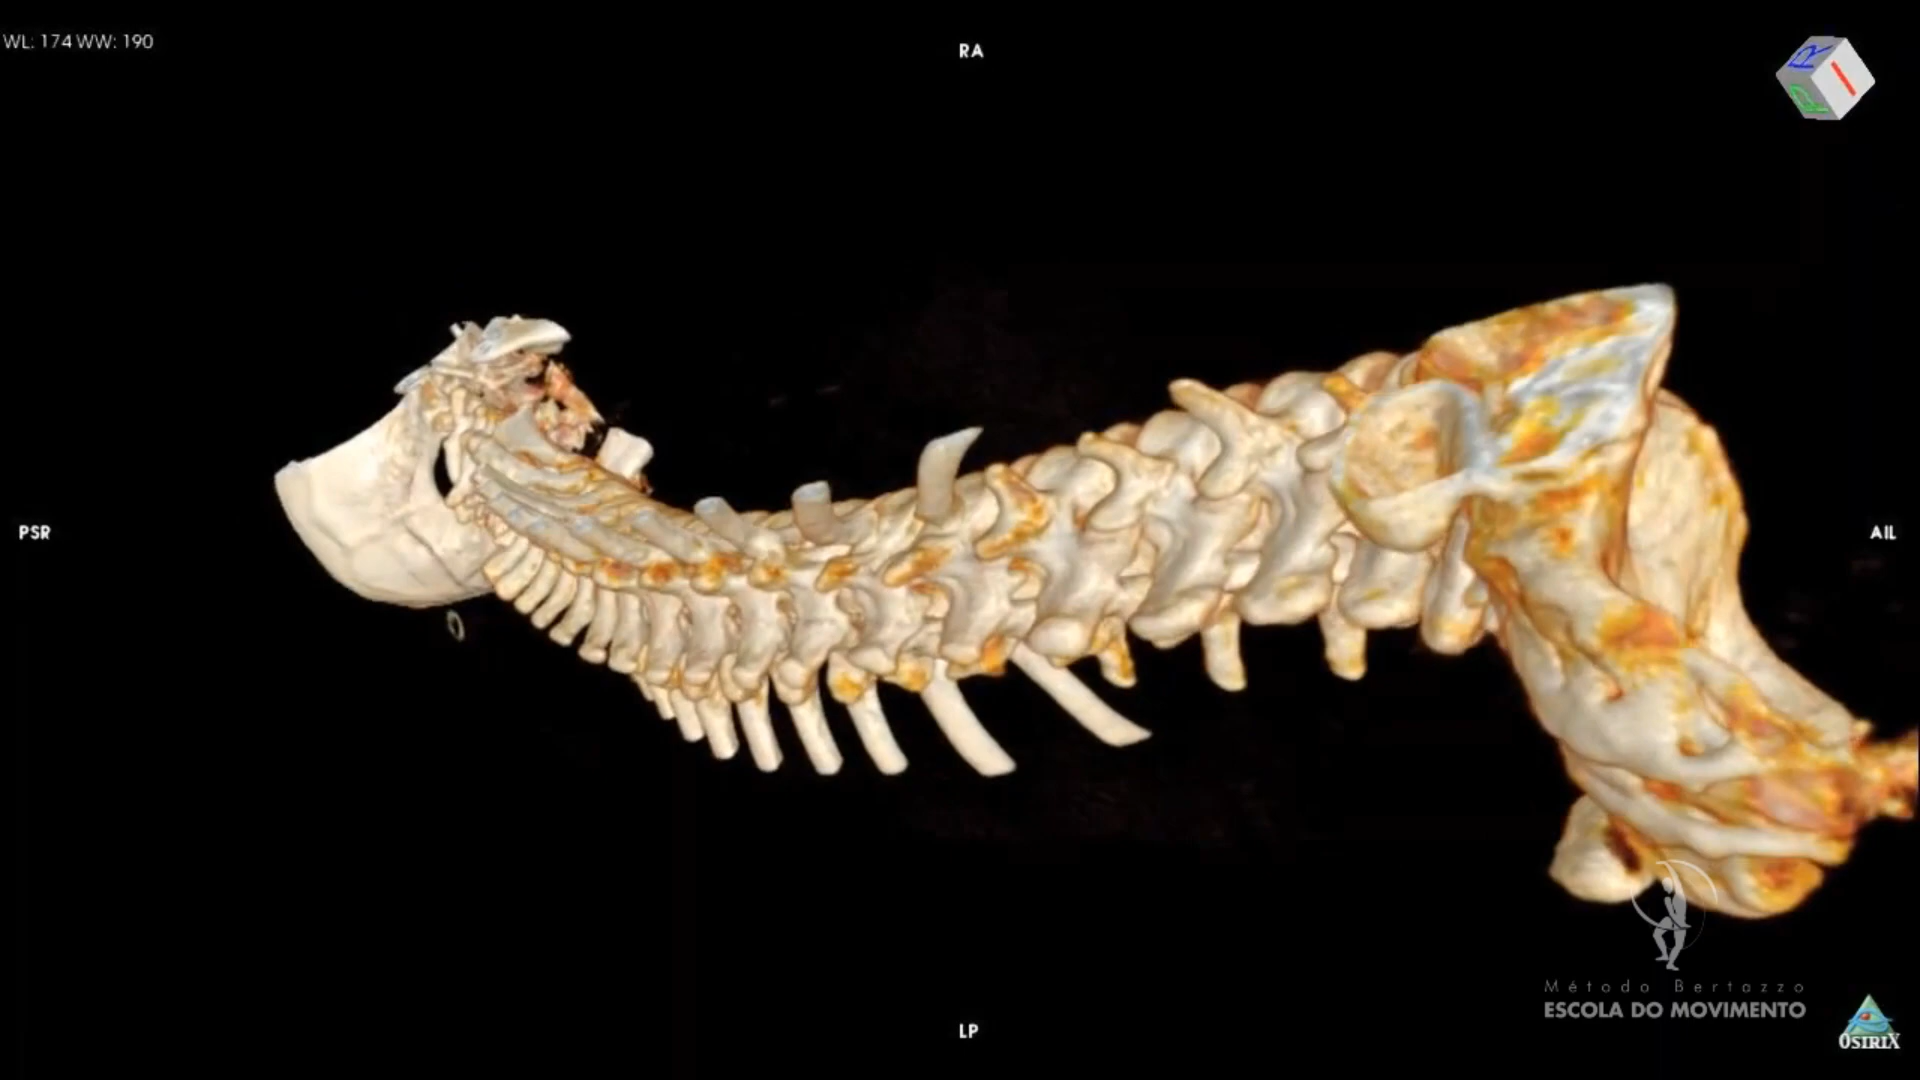 WL: 174 WW: 190
RA
R
I
P
PSR
AIL
LP
Método Bertazzo
ESCOLA DO MOVIMENTO
OSIRIX